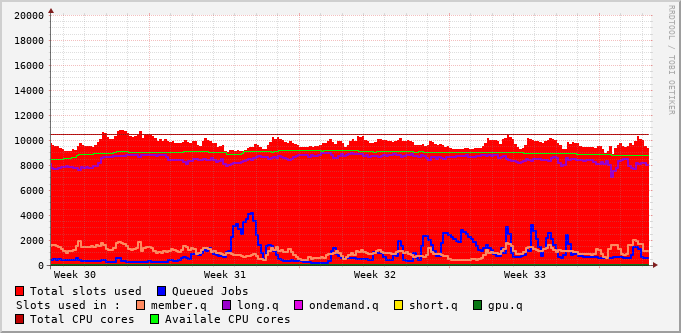 20000
18000
16000
14000
12000
10000
8000
6000
4000
2000
0
Week 30 Week 31 Week 32 Week 33
Total slots used Queued Jobs
Slots used in : member.q long.q ondemand.q short.q gpu.q
Total CPU cores Availale CPU cores
RRDTOOL / TOBI OETIKER